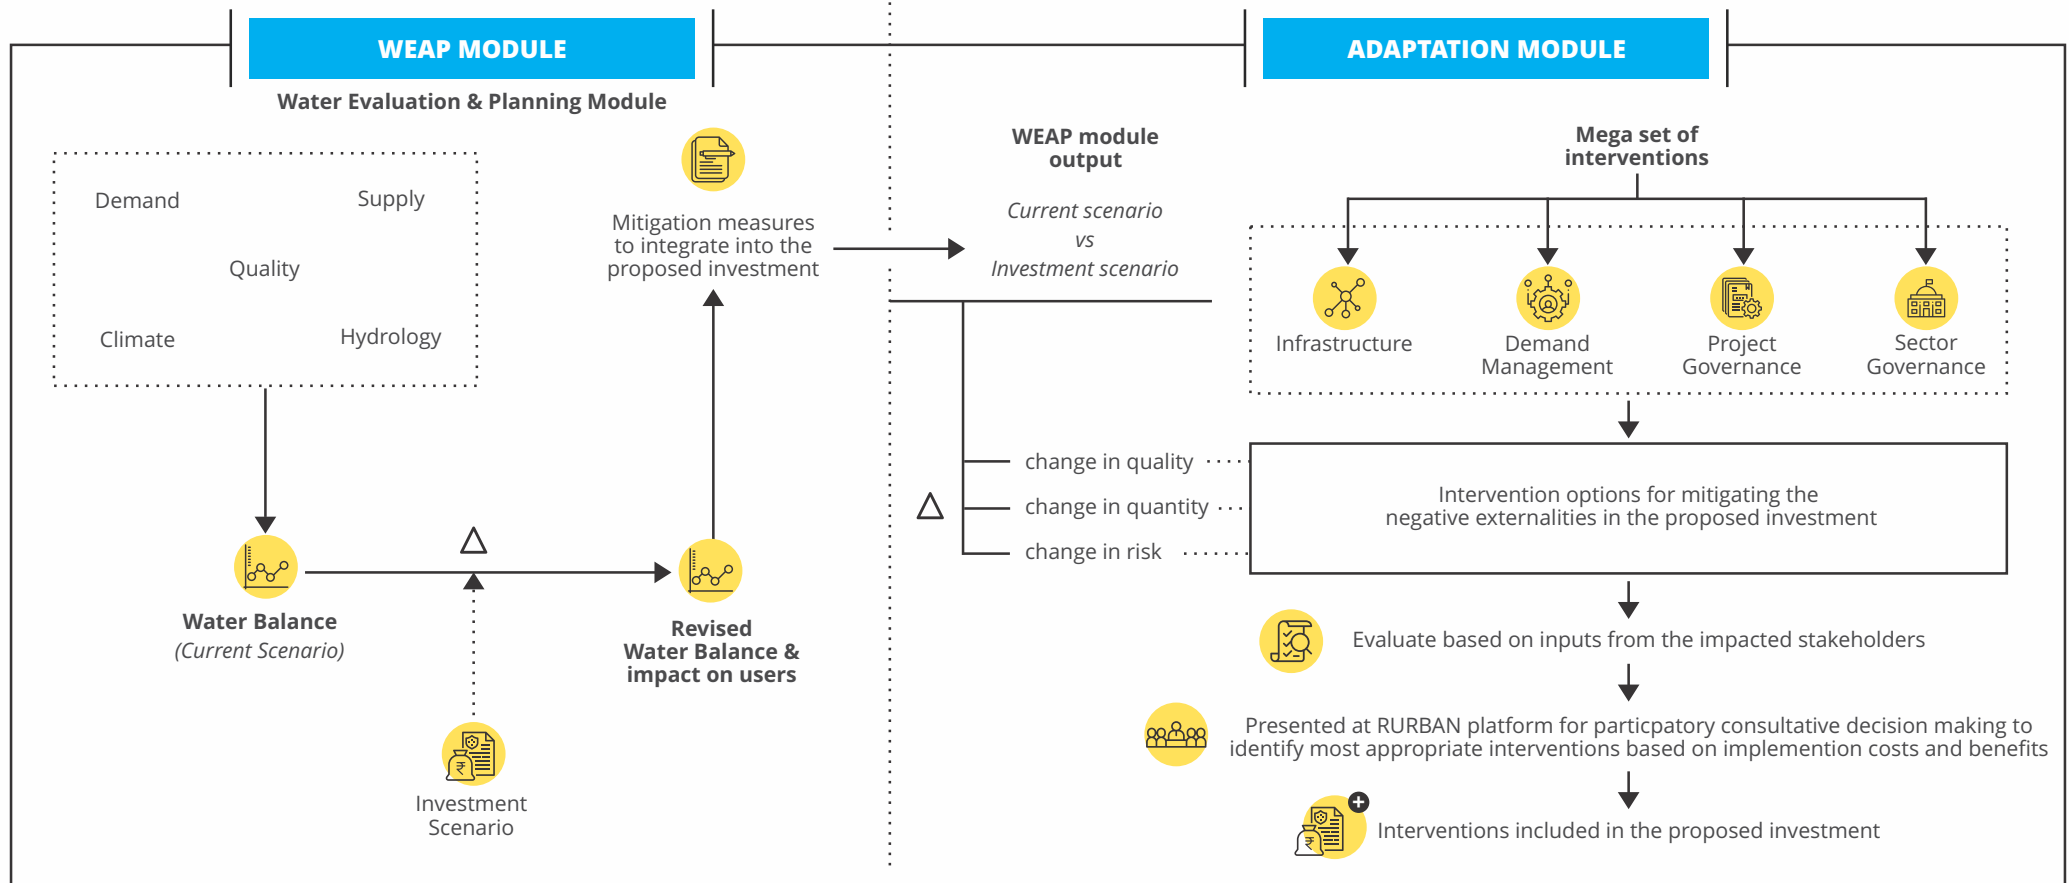 WEAP MODULE
Water Evaluation & Planning Module
Demand
Supply
Quality
Climate
Hydrology
Water Balance
(Current Scenario)
Δ
Investment
Scenario
Revised
Water Balance &
impact on users
Mitigation measures
to integrate into the
proposed investment
ADAPTATION MODULE
WEAP module
output
Current scenario
vs
Investment scenario
Δ
change in quality
change in quantity
change in risk
Mega set of
interventions
Infrastructure
Demand
Management
Project
Governance
Sector
Governance
Intervention options for mitigating the
negative externalities in the proposed investment
Evaluate based on inputs from the impacted stakeholders
Presented at RURBAN platform for particpatory consultative decision making to
identify most appropriate interventions based on implemention costs and benefits
Interventions included in the proposed investment